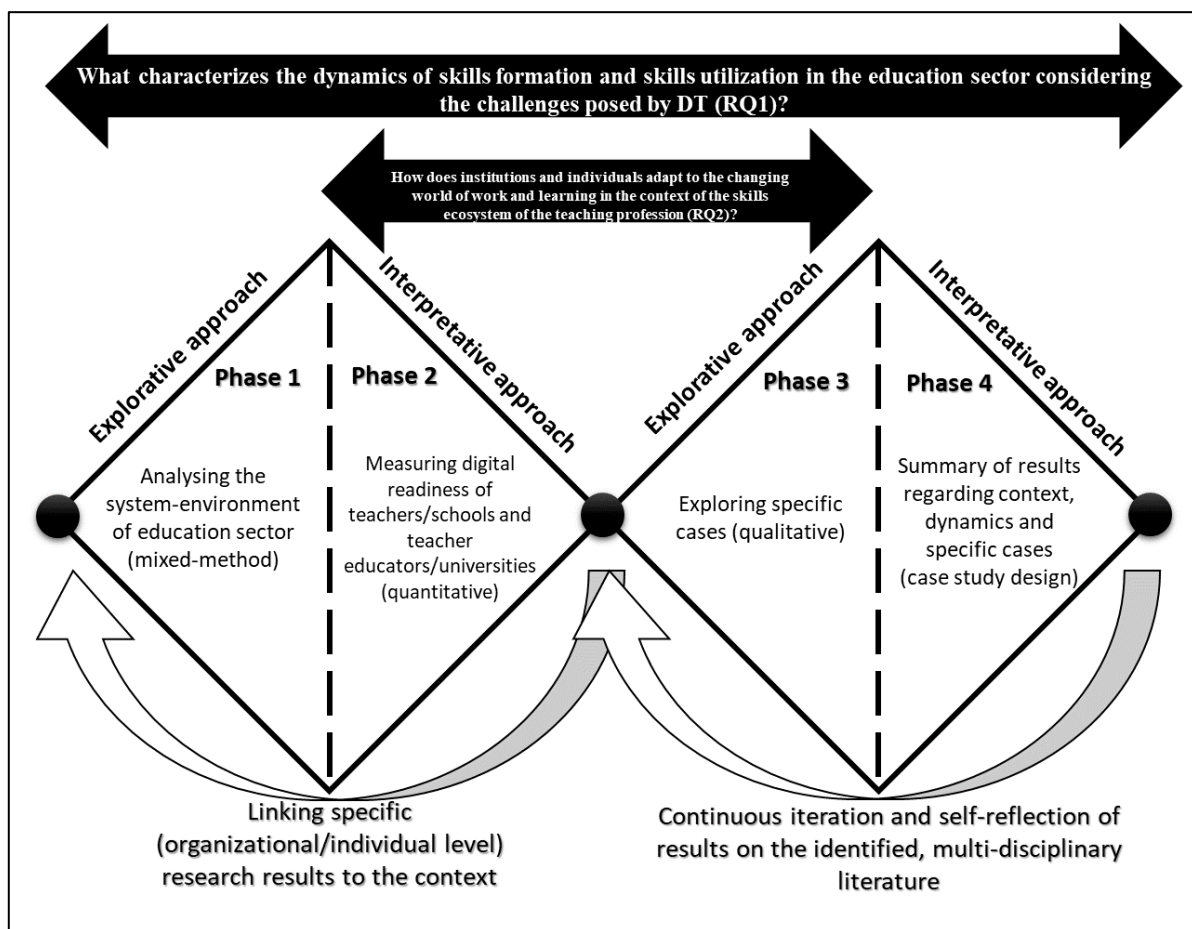 What characterizes the dynamics of skills formation and skills utilization in the education sector considering
the challenges posed by DT (RQ1)?
How does institutions and individuals adapt to the changing
world of work and learning in the context of the skills
ecosystem of the teaching profession (RQ2)?
Explorative approach
Interpretative approach
Phase 1
Phase 2
Analysing the
system-environment
of education sector
(mixed-method)
Measuring digital
readiness of
teachers/schools and
teacher
educators/universities
(quantitative)
Explorative approach
Interpretative approach
Phase 3
Phase 4
Exploring specific
cases (qualitative)
Summary of results
regarding context,
dynamics and
specific cases
(case study design)
Linking specific
(organizational/individual level)
research results to the context
Continuous iteration and self-reflection of
results on the identified, multi-disciplinary
literature